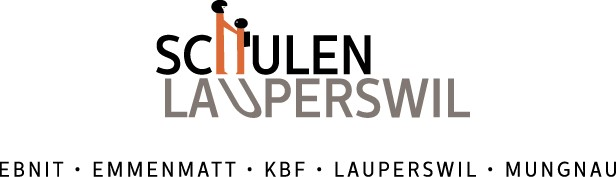 SCHULEN
LAUPERSWIL
EBNIT · EMMENMATT · KBF · LAUPERSWIL · MUNGNAU